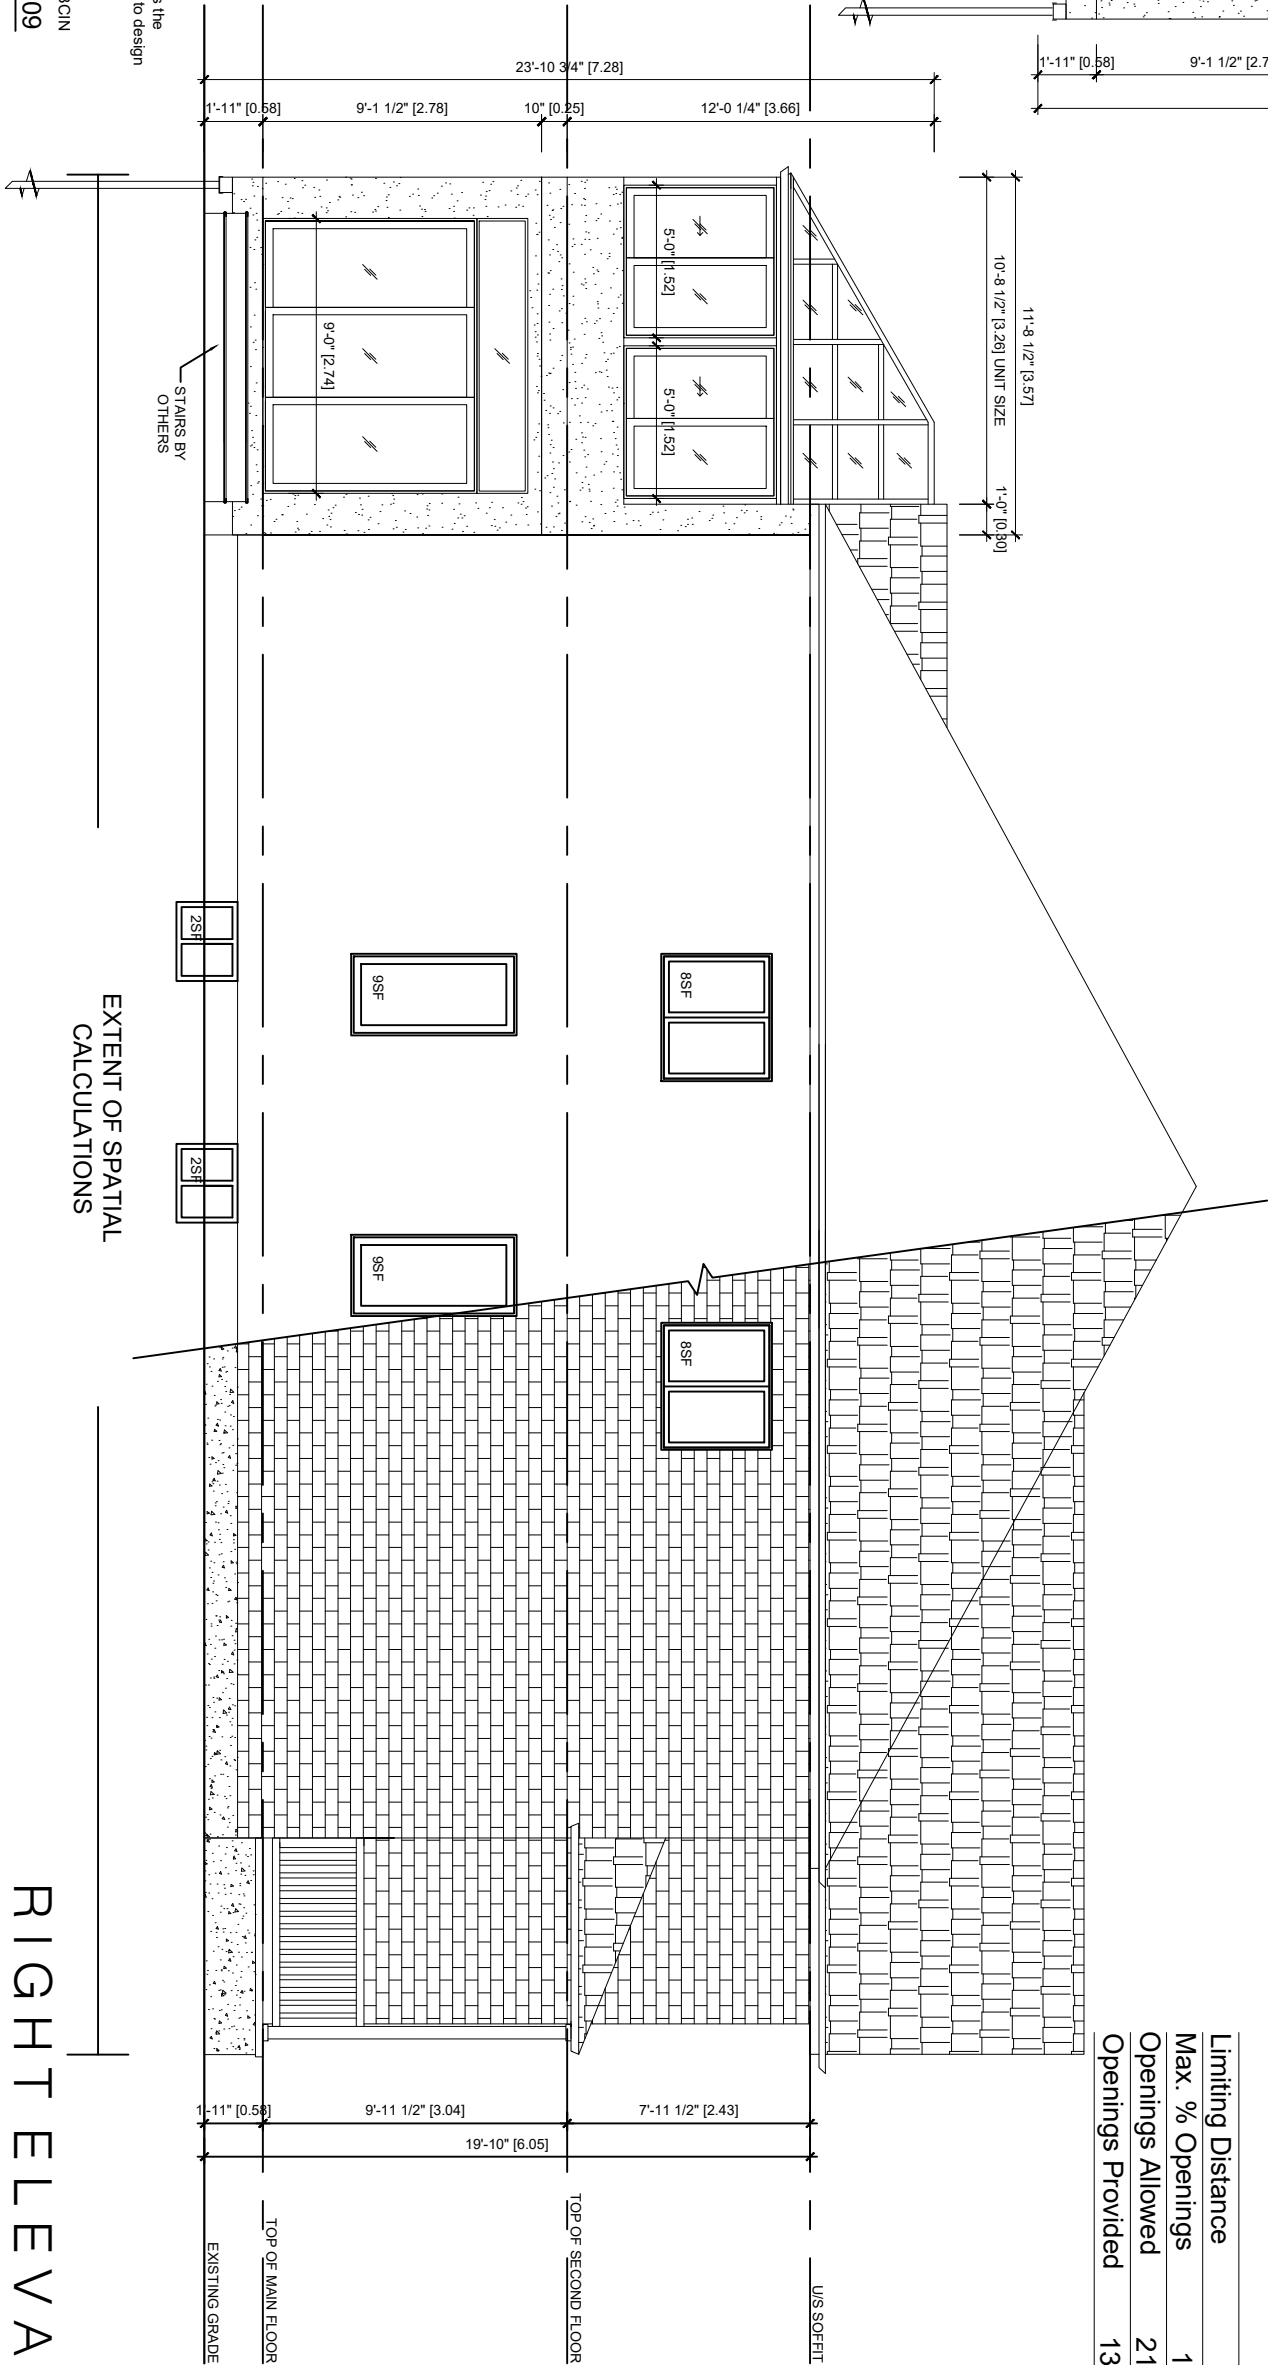 s the
to design
BCIN
09
23'-10 3/4" [7.28]
1'-11" [0.58]
9'-1 1/2" [2.78]
10" [0.25]
12'-0 1/4" [3.66]
1'-11" [0.58]
9'-1 1/2" [2.7
11'-8 1/2" [3.57]
10'-8 1/2" [3.26] UNIT SIZE
1'-0" [0.30]
5'-0" [1.52]
5'-0" [1.52]
9'-0" [2.74]
STAIRS BY
OTHERS
2SF
2SF
9SF
9SF
8SF
8SF
EXTENT OF SPATIAL
CALCULATIONS
1'-11" [0.58]
9'-11 1/2" [3.04]
7'-11 1/2" [2.43]
19'-10" [6.05]
U/S SOFFIT
TOP OF SECOND FLOOR
TOP OF MAIN FLOOR
EXISTING GRADE
Limiting Distance
Max. % Openings 1
Openings Allowed 21
Openings Provided 13
RIGHT ELEVA